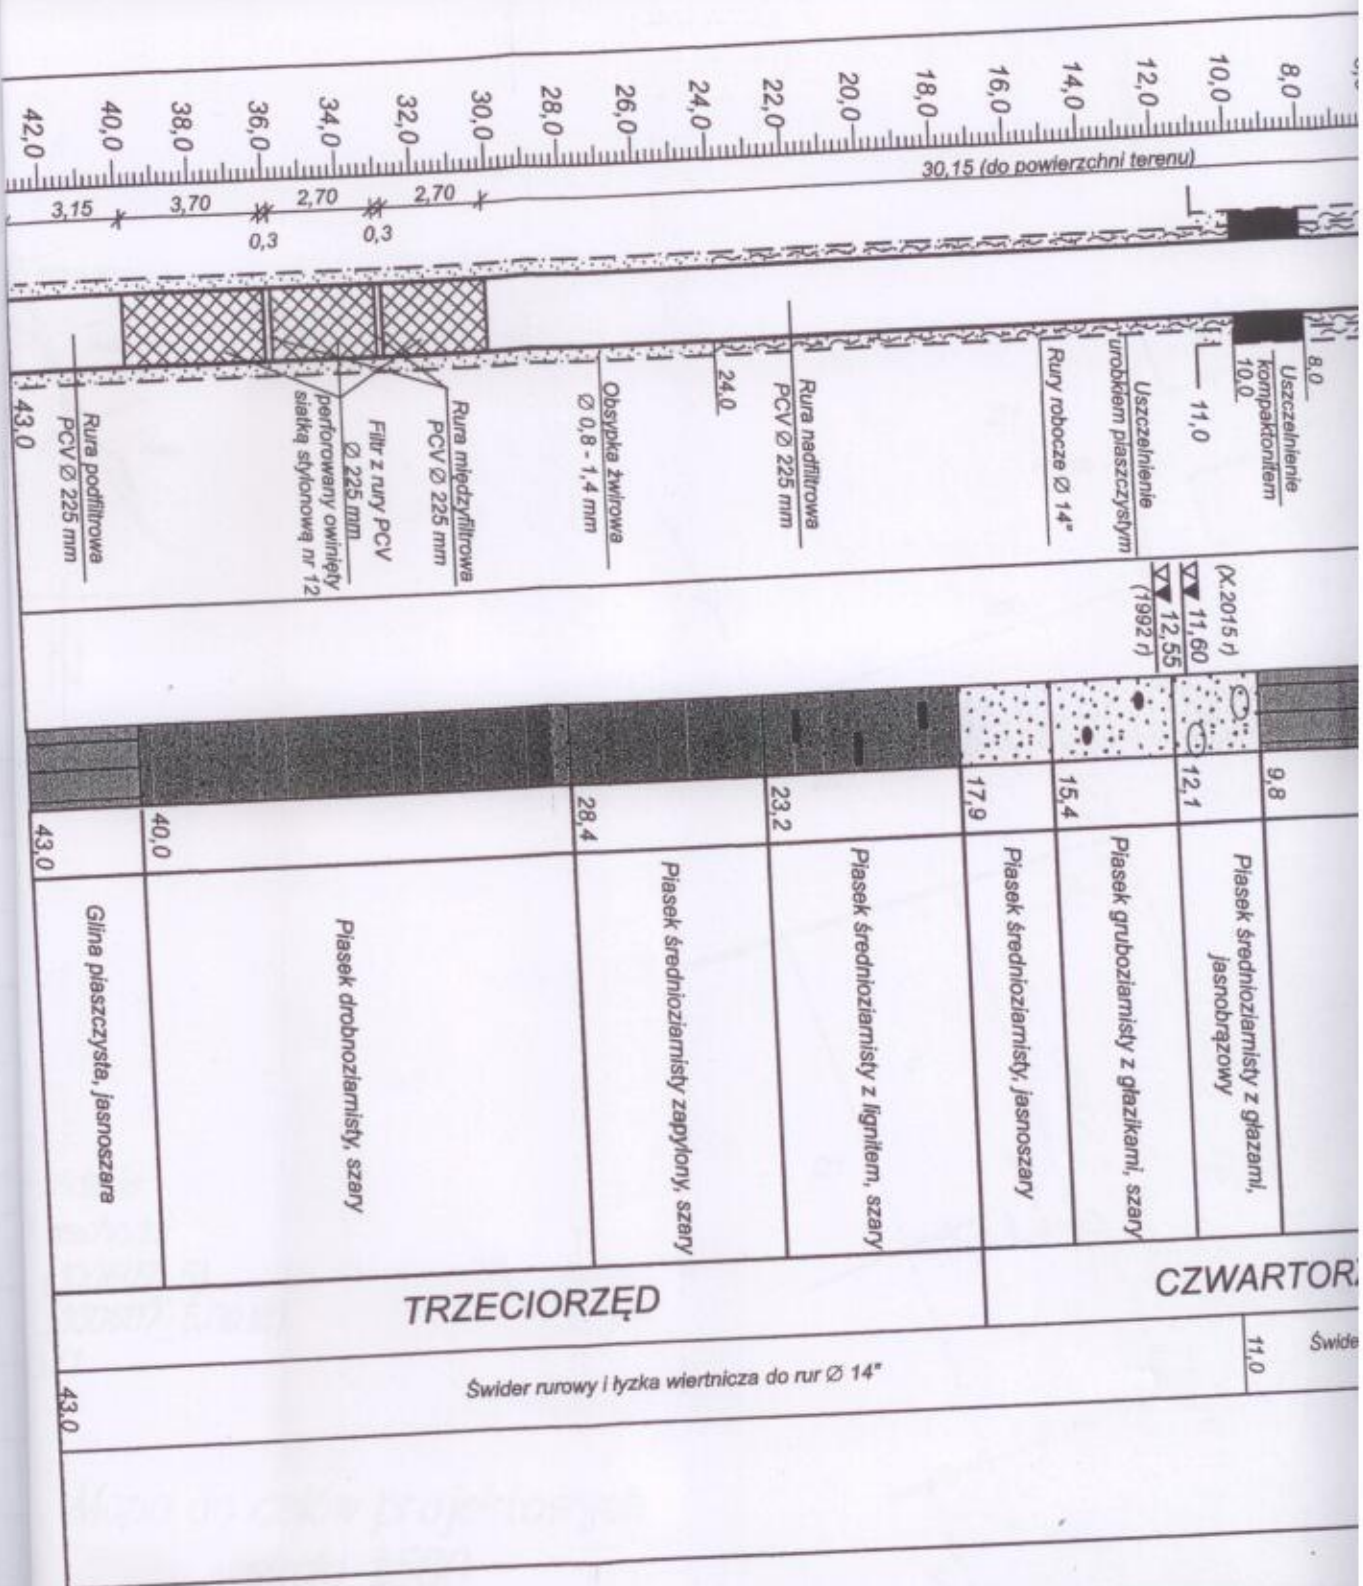 8,0
10,0
12,0
14,0
16,0
18,0
20,0
22,0
24,0
26,0
28,0
30,0
32,0
34,0
36,0
38,0
40,0
42,0
30,15 (do powierzchni terenu)
2,70
0,3
2,70
0,3
3,70
3,15
8,0
Uszczelnienie
kompaktonitem
10,0
11,0
Uszczelnienie
urobkiem piaszczystym
Rury robocze Ø 14"
Rura nadfiltrowa
PCV Ø 225 mm
24,0
Obsypka żwirowa
Ø 0,8 - 1,4 mm
Rura międzyfiltrowa
PCV Ø 225 mm
Filtr z rury PCV
Ø 225 mm
perforowany owinięty
siatką stylonową nr 12
Rura podfiltrowa
PCV Ø 225 mm
43,0
(X.2015 r)
11,60
12,55
(1992 r)
9,8
12,1
15,4
17,9
23,2
28,4
40,0
43,0
Piasek średnioziarnisty z głazami,
jasnobrązowy
Piasek gruboziarnisty z głazikami, szary
Piasek średnioziarnisty, jasnoszary
Piasek średnioziarnisty z lignitem, szary
Piasek średnioziarnisty zapylony, szary
Piasek drobnoziarnisty, szary
Glina piaszczysta, jasnoszara
CZWARTORZ
TRZECIORZĘD
Świde
11,0
Świder rurowy i łyżka wiertnicza do rur Ø 14"
43,0